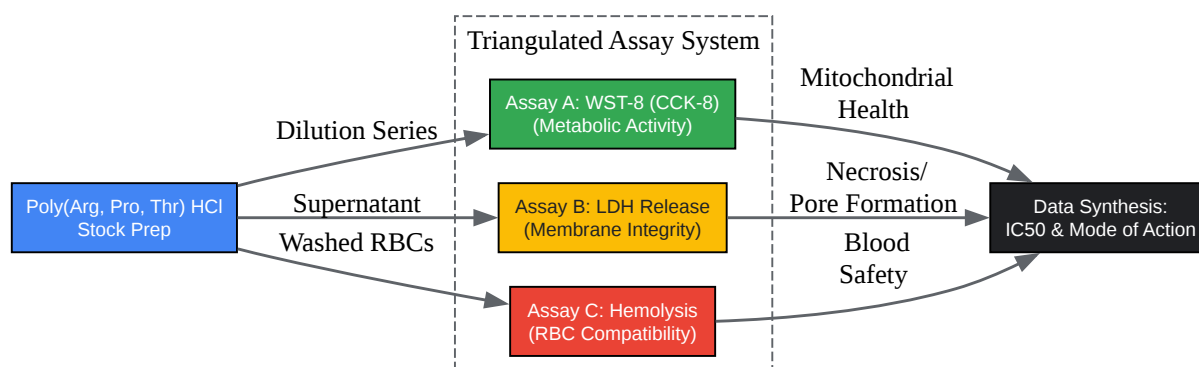 Triangulated Assay System
Poly(Arg, Pro, Thr) HCl
Stock Prep
Dilution Series
Supernatant
Washed RBCs
Assay A: WST-8 (CCK-8)
(Metabolic Activity)
Assay B: LDH Release
(Membrane Integrity)
Assay C: Hemolysis
(RBC Compatibility)
Mitochondrial
Health
Necrosis/
Pore Formation
Blood
Safety
Data Synthesis:
IC50 & Mode of Action